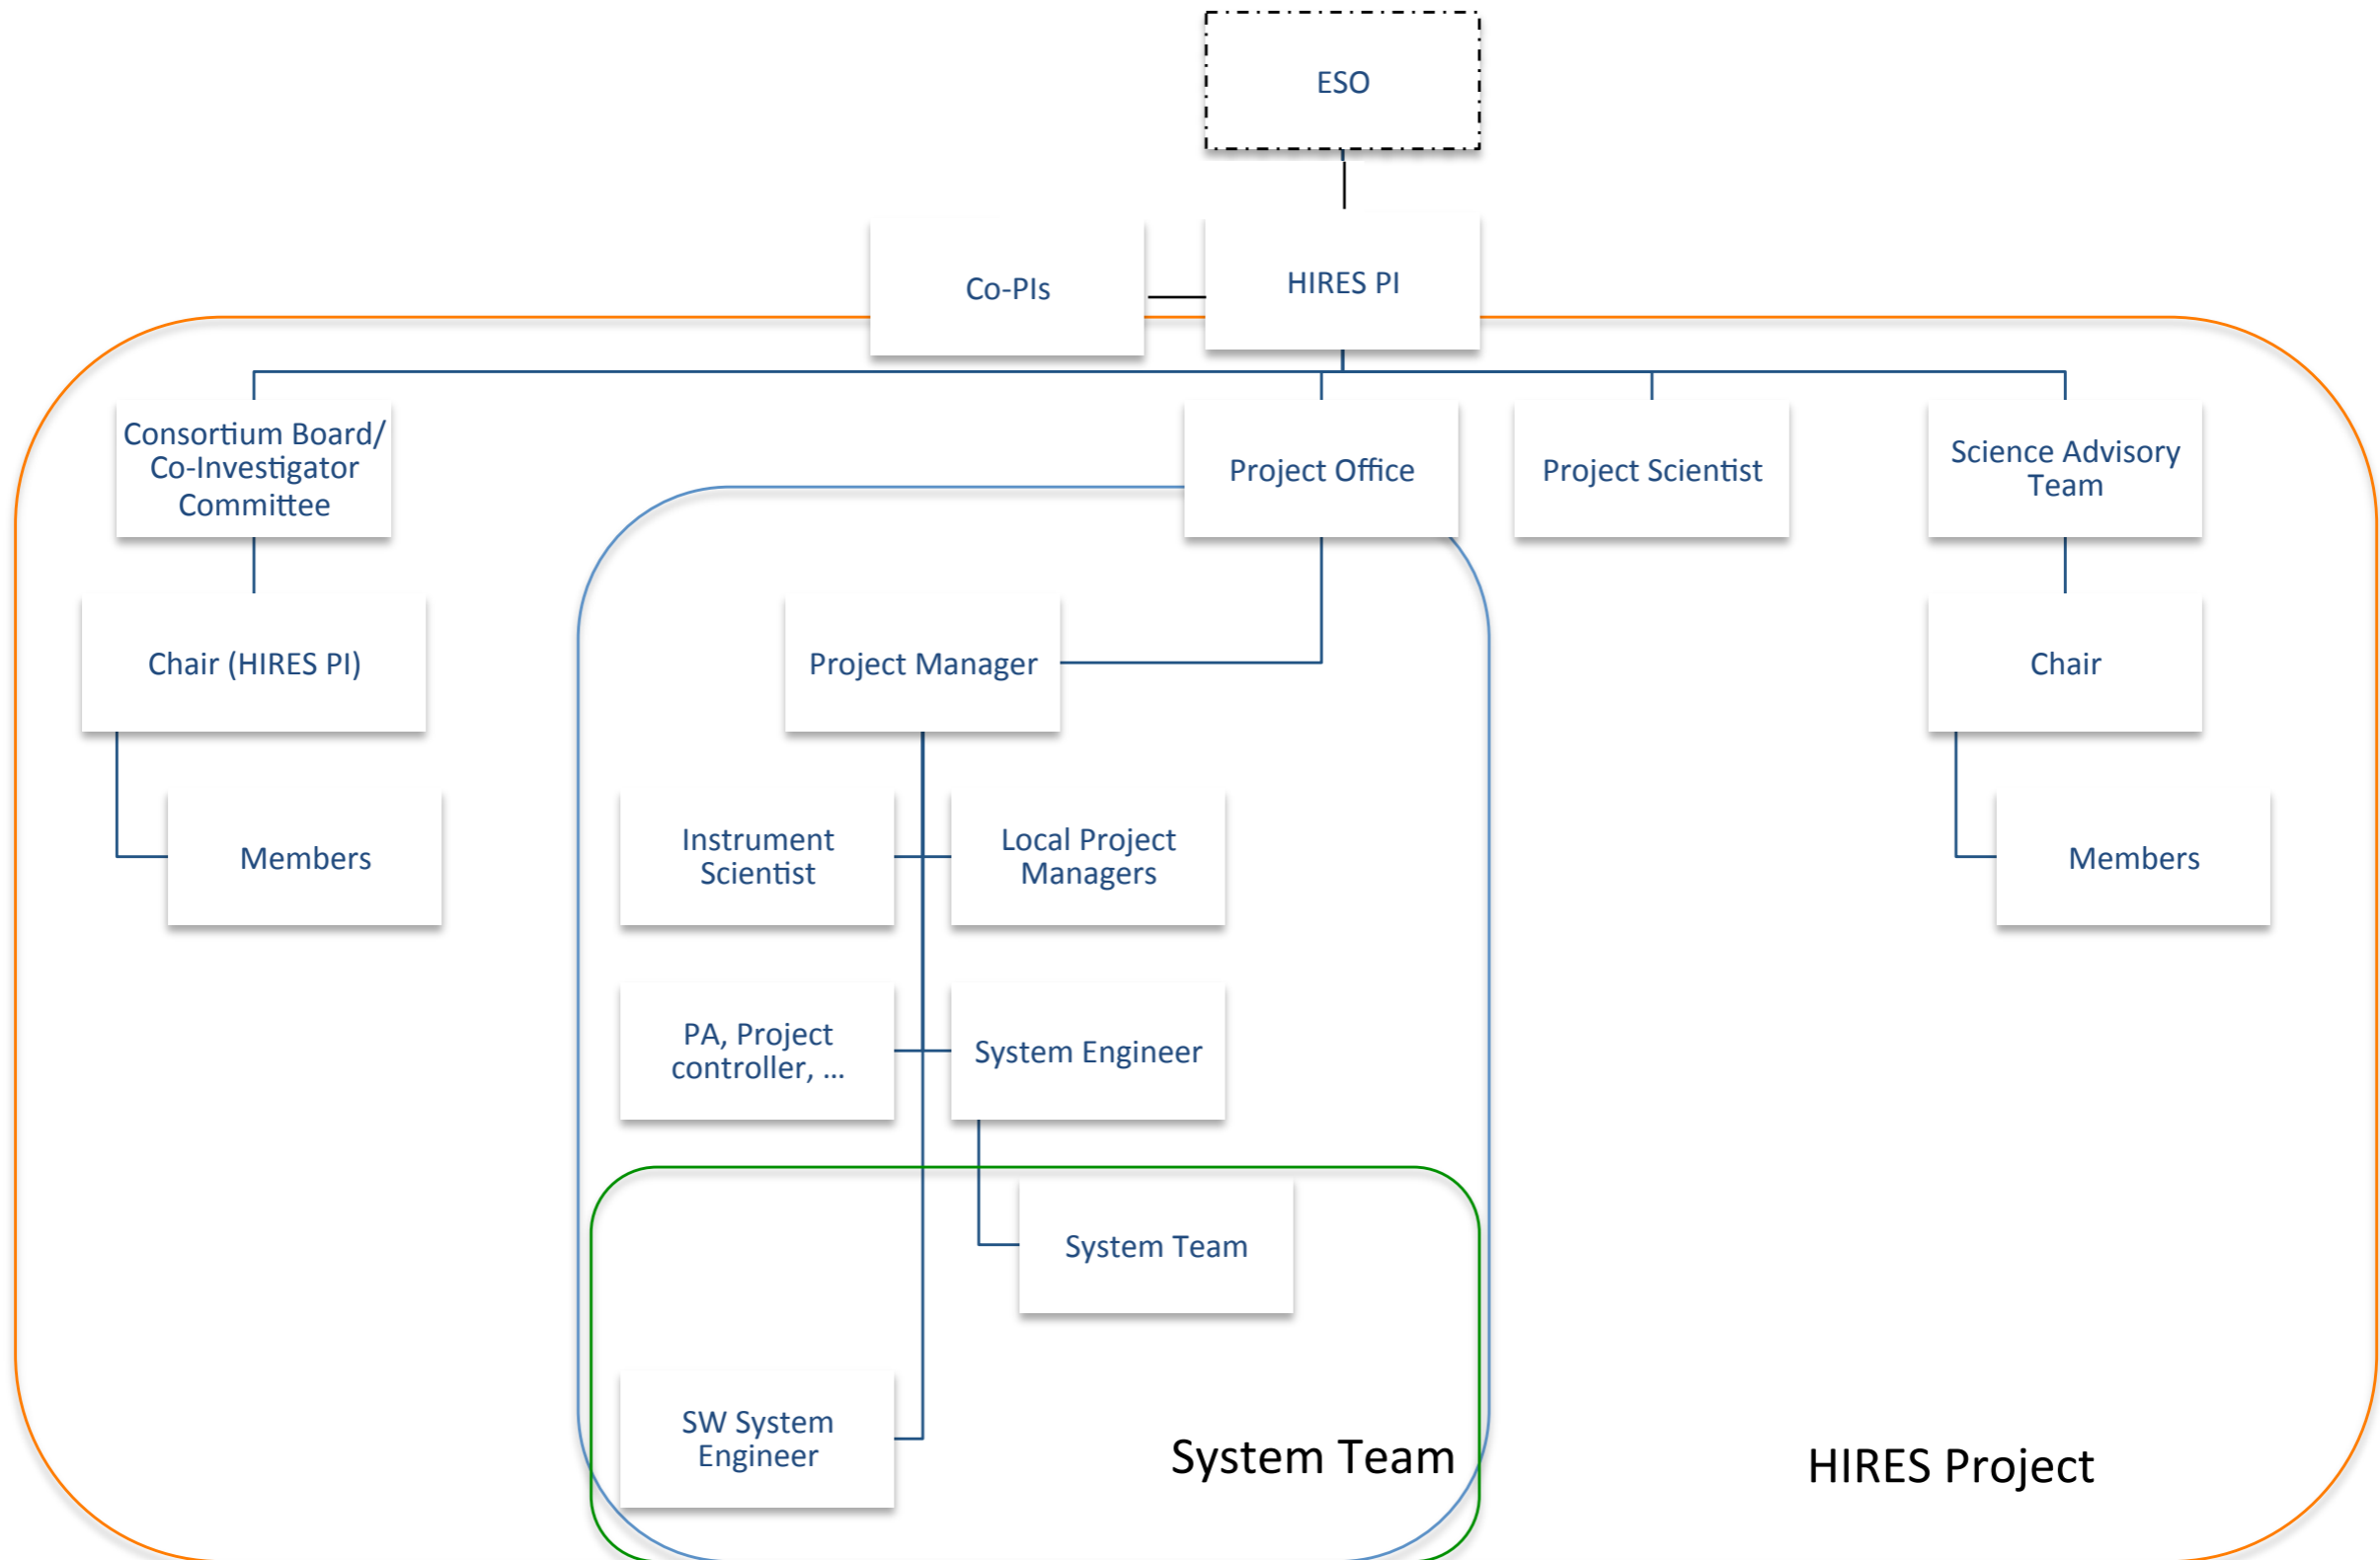 ESO
Co-PIs
HIRES PI
Consortium Board/
Co-Investigator
Committee
Project Office
Project Scientist
Science Advisory
Team
Chair (HIRES PI)
Project Manager
Chair
Members
Instrument
Scientist
Local Project
Managers
Members
PA, Project
controller, ...
System Engineer
System Team
SW System
Engineer
System Team
HIRES Project